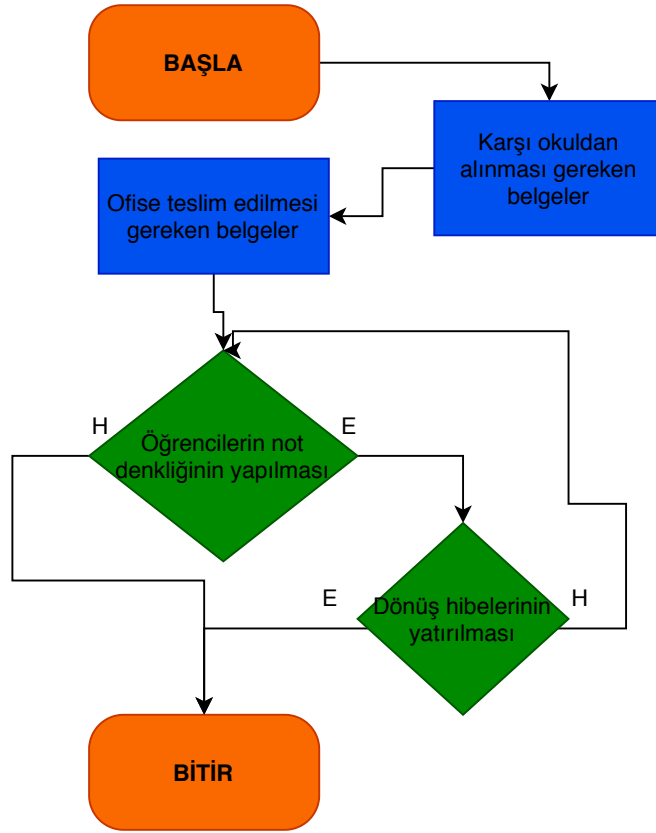 BAŞLA
Karşı okuldan
alınması gereken
belgeler
Ofise teslim edilmesi
gereken belgeler
H
E
Öğrencilerin not
denkliğinin yapılması
E
H
Dönüş hibelerinin
yatırılması
BİTİR